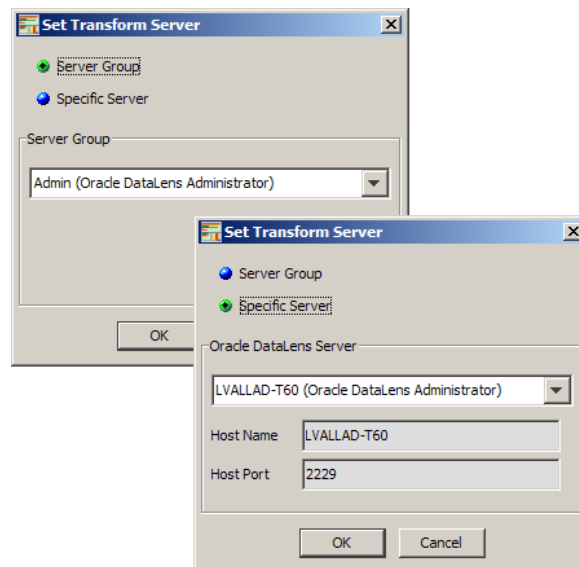 Set Transform Server
Server Group
Specific Server
Server Group
Admin (Oracle DataLens Administrator)
OK
Set Transform Server
Server Group
Specific Server
Oracle DataLens Server
LVALLAD-T60 (Oracle DataLens Administrator)
Host Name LVALLAD-T60
Host Port 2229
OK Cancel